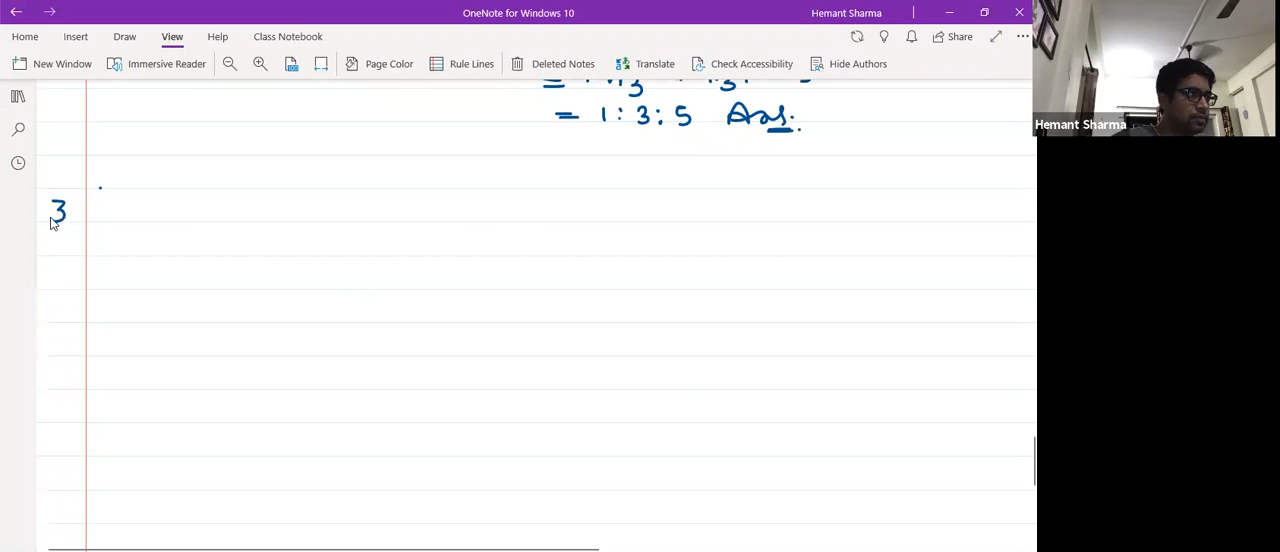 OneNote for Windows 10
Hemant Sharma
Home Insert Draw View Help Class Notebook
Share
New Window Immersive Reader Page Color Rule Lines Deleted Notes Translate Check Accessibility Hide Authors
= 1 : 3 : 5 Ans.
3
Hemant Sharma